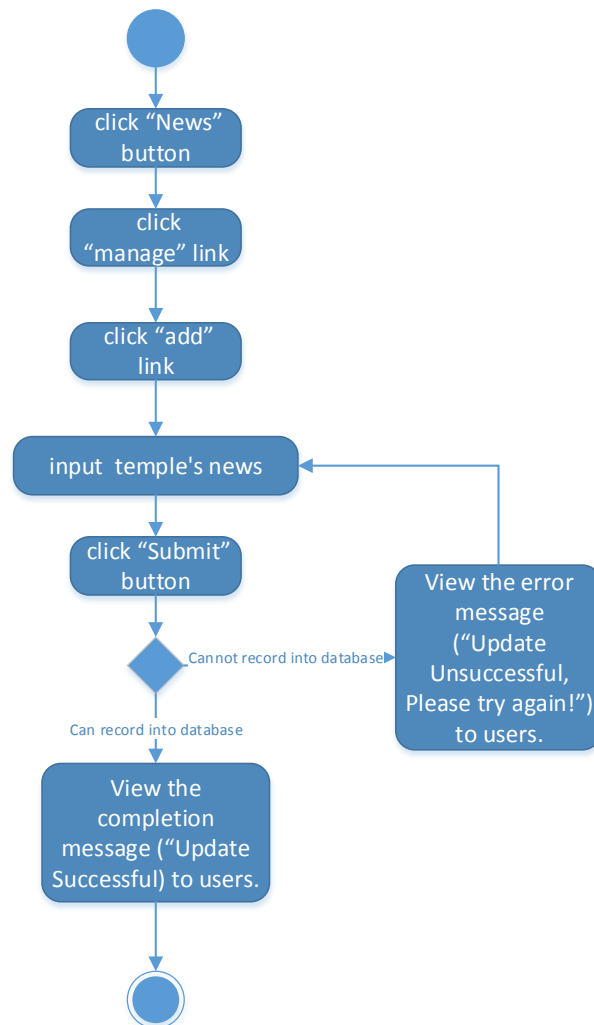 click “News”
button
click
“manage” link
click “add”
link
input  temple's news
click “Submit”
button
Cannot record into database
View the error
message
(“Update
Unsuccessful,
Please try again!”)
to users.
Can record into database
View the
completion
message (“Update
Successful) to users.